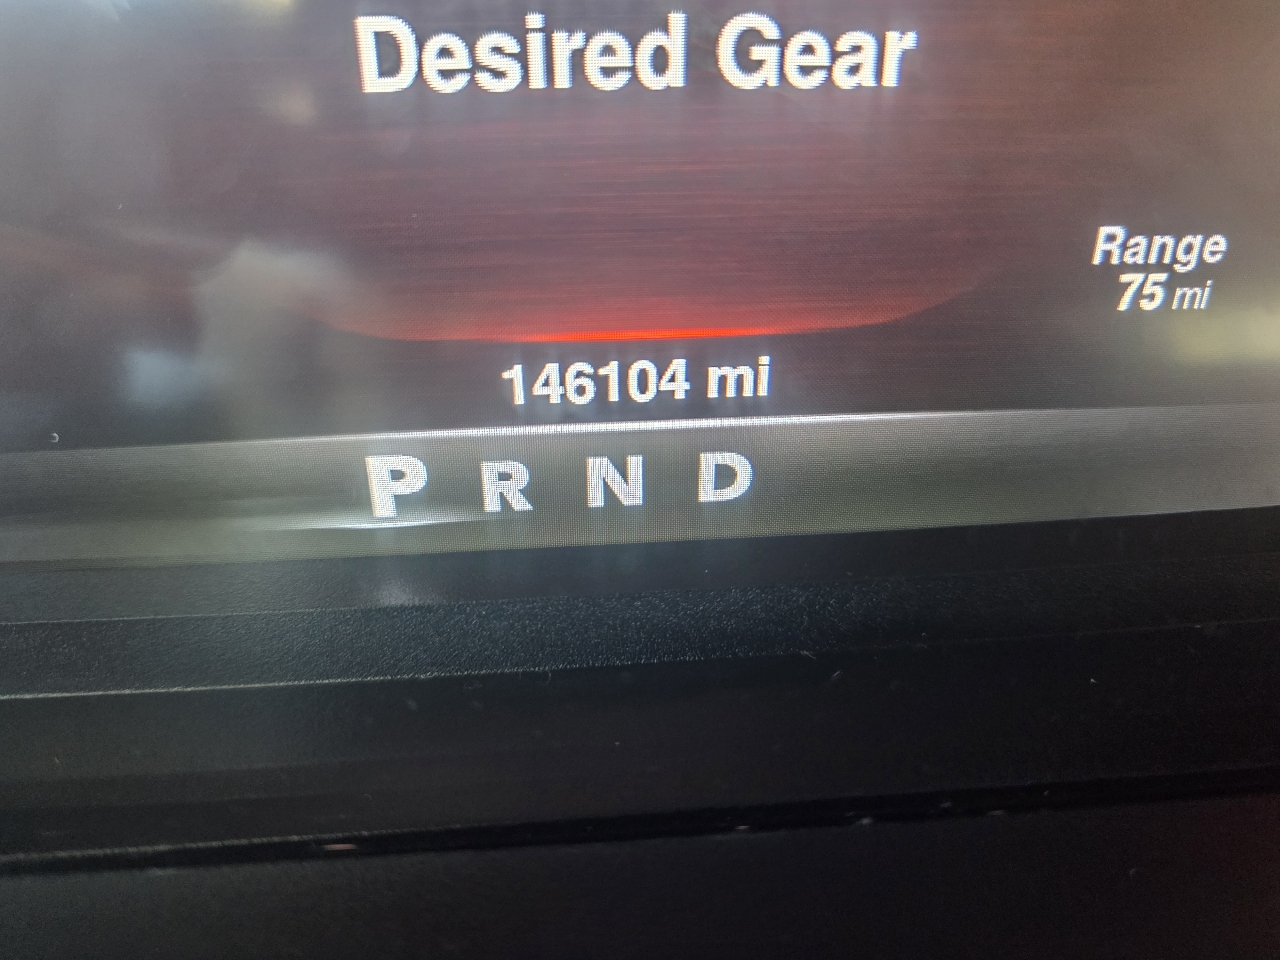 Desired Gear
Range
75 mi
146104 mi
P R N D